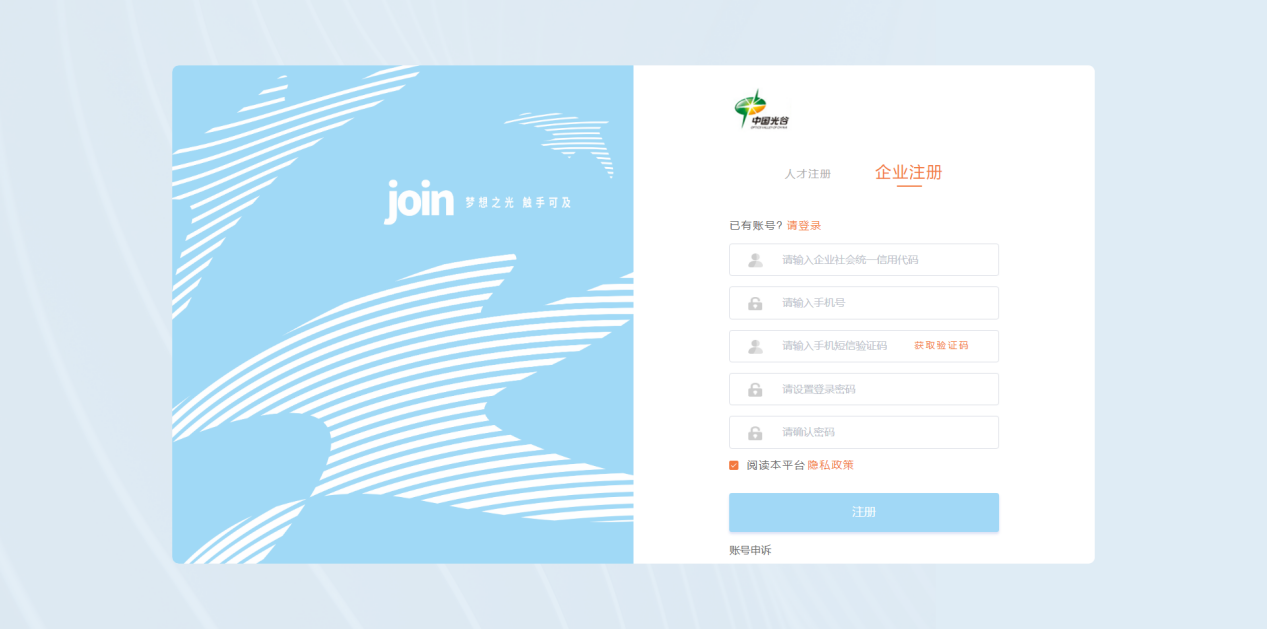 中国光谷
人才注册 企业注册
join 梦想之光 触手可及
已有账号? 请登录
请输入企业社会统一信用代码
请输入手机号
请输入手机短信验证码 获取验证码
请设置登录密码
请确认密码
阅读本平台 隐私政策
注册
账号申诉